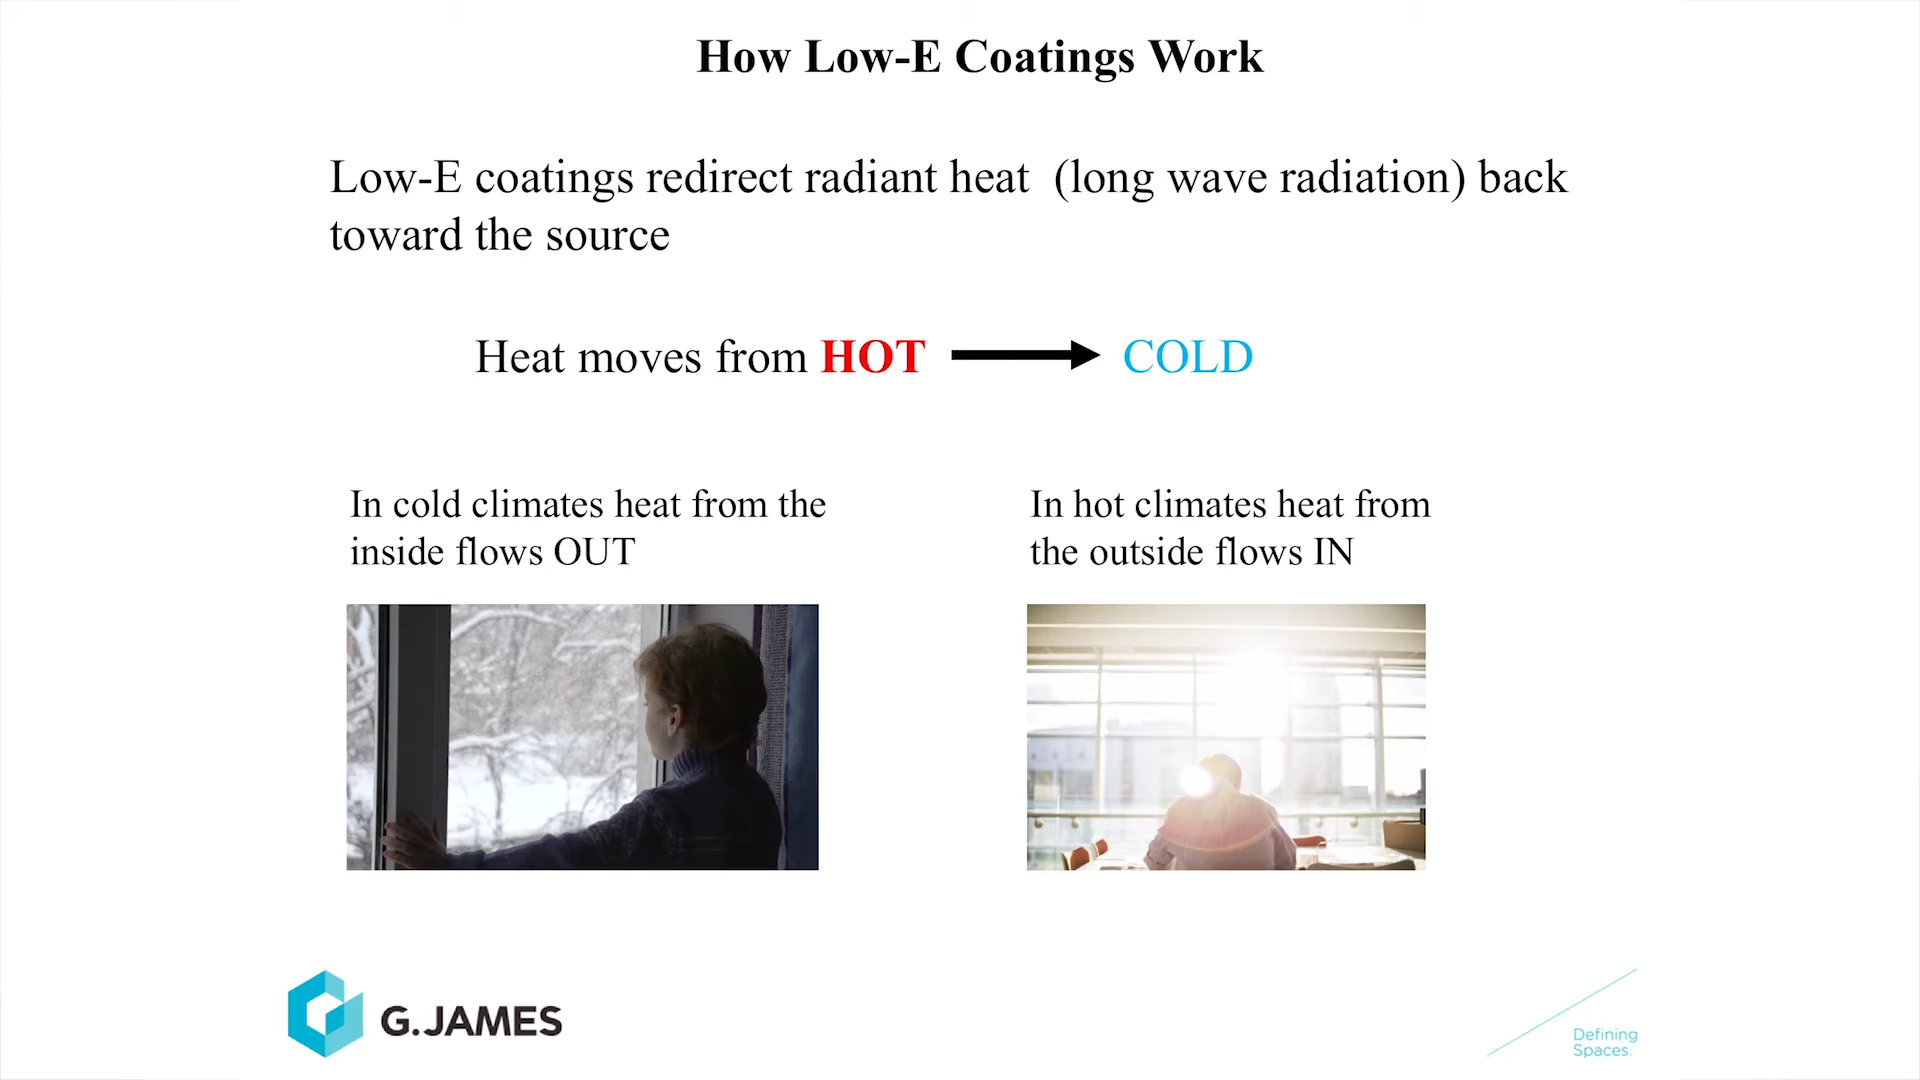 How Low-E Coatings Work
Low-E coatings redirect radiant heat (long wave radiation) back
toward the source
Heat moves from HOT COLD
In cold climates heat from the
inside flows OUT
In hot climates heat from
the outside flows IN
G.JAMES
Defining
Spaces.